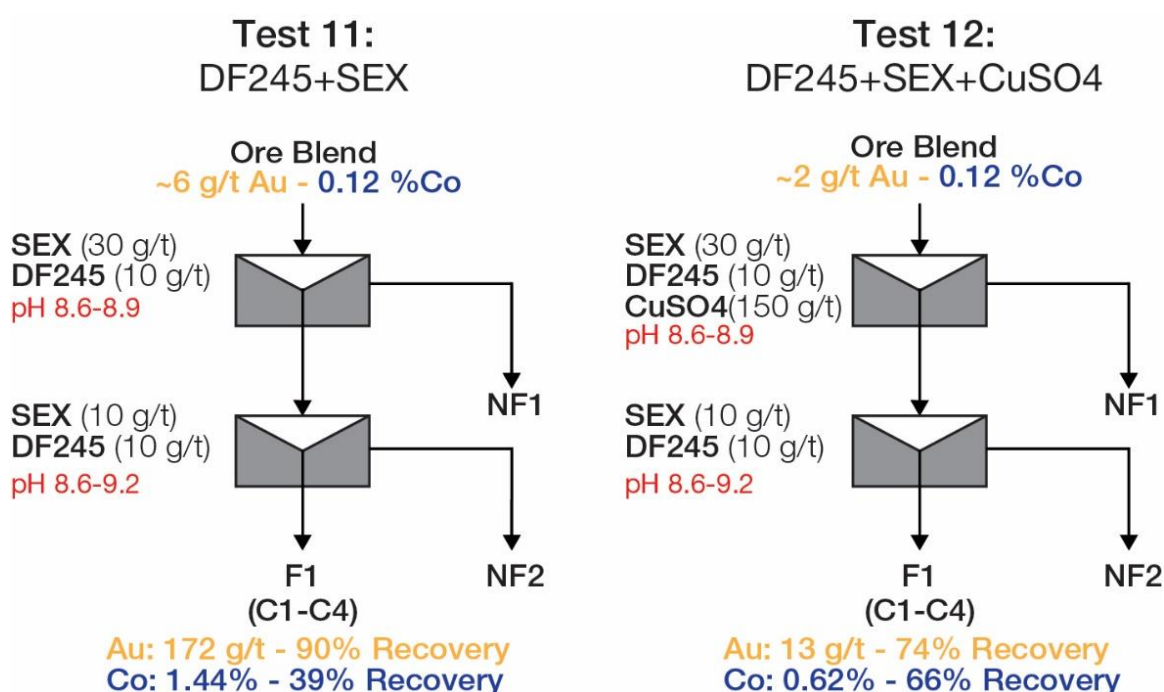 Test 11:
DF245+SEX
Ore Blend
~6 g/t Au - 0.12 %Co
SEX (30 g/t)
DF245 (10 g/t)
pH 8.6-8.9
NF1
SEX (10 g/t)
DF245 (10 g/t)
pH 8.6-9.2
F1
(C1-C4)
NF2
Au: 172 g/t - 90% Recovery
Co: 1.44% - 39% Recovery
Test 12:
DF245+SEX+CuSO4
Ore Blend
~2 g/t Au - 0.12 %Co
SEX (30 g/t)
DF245 (10 g/t)
CuSO4(150 g/t)
pH 8.6-8.9
NF1
SEX (10 g/t)
DF245 (10 g/t)
pH 8.6-9.2
F1
(C1-C4)
NF2
Au: 13 g/t - 74% Recovery
Co: 0.62% - 66% Recovery